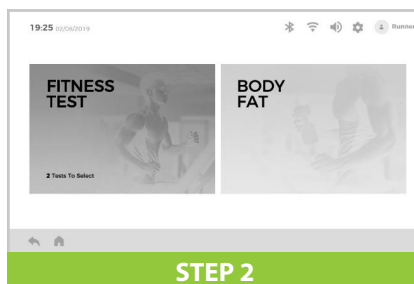 19:25 02/08/2019 Runner
FITNESS
TEST
2 Tests To Select
BODY
FAT
STEP 2